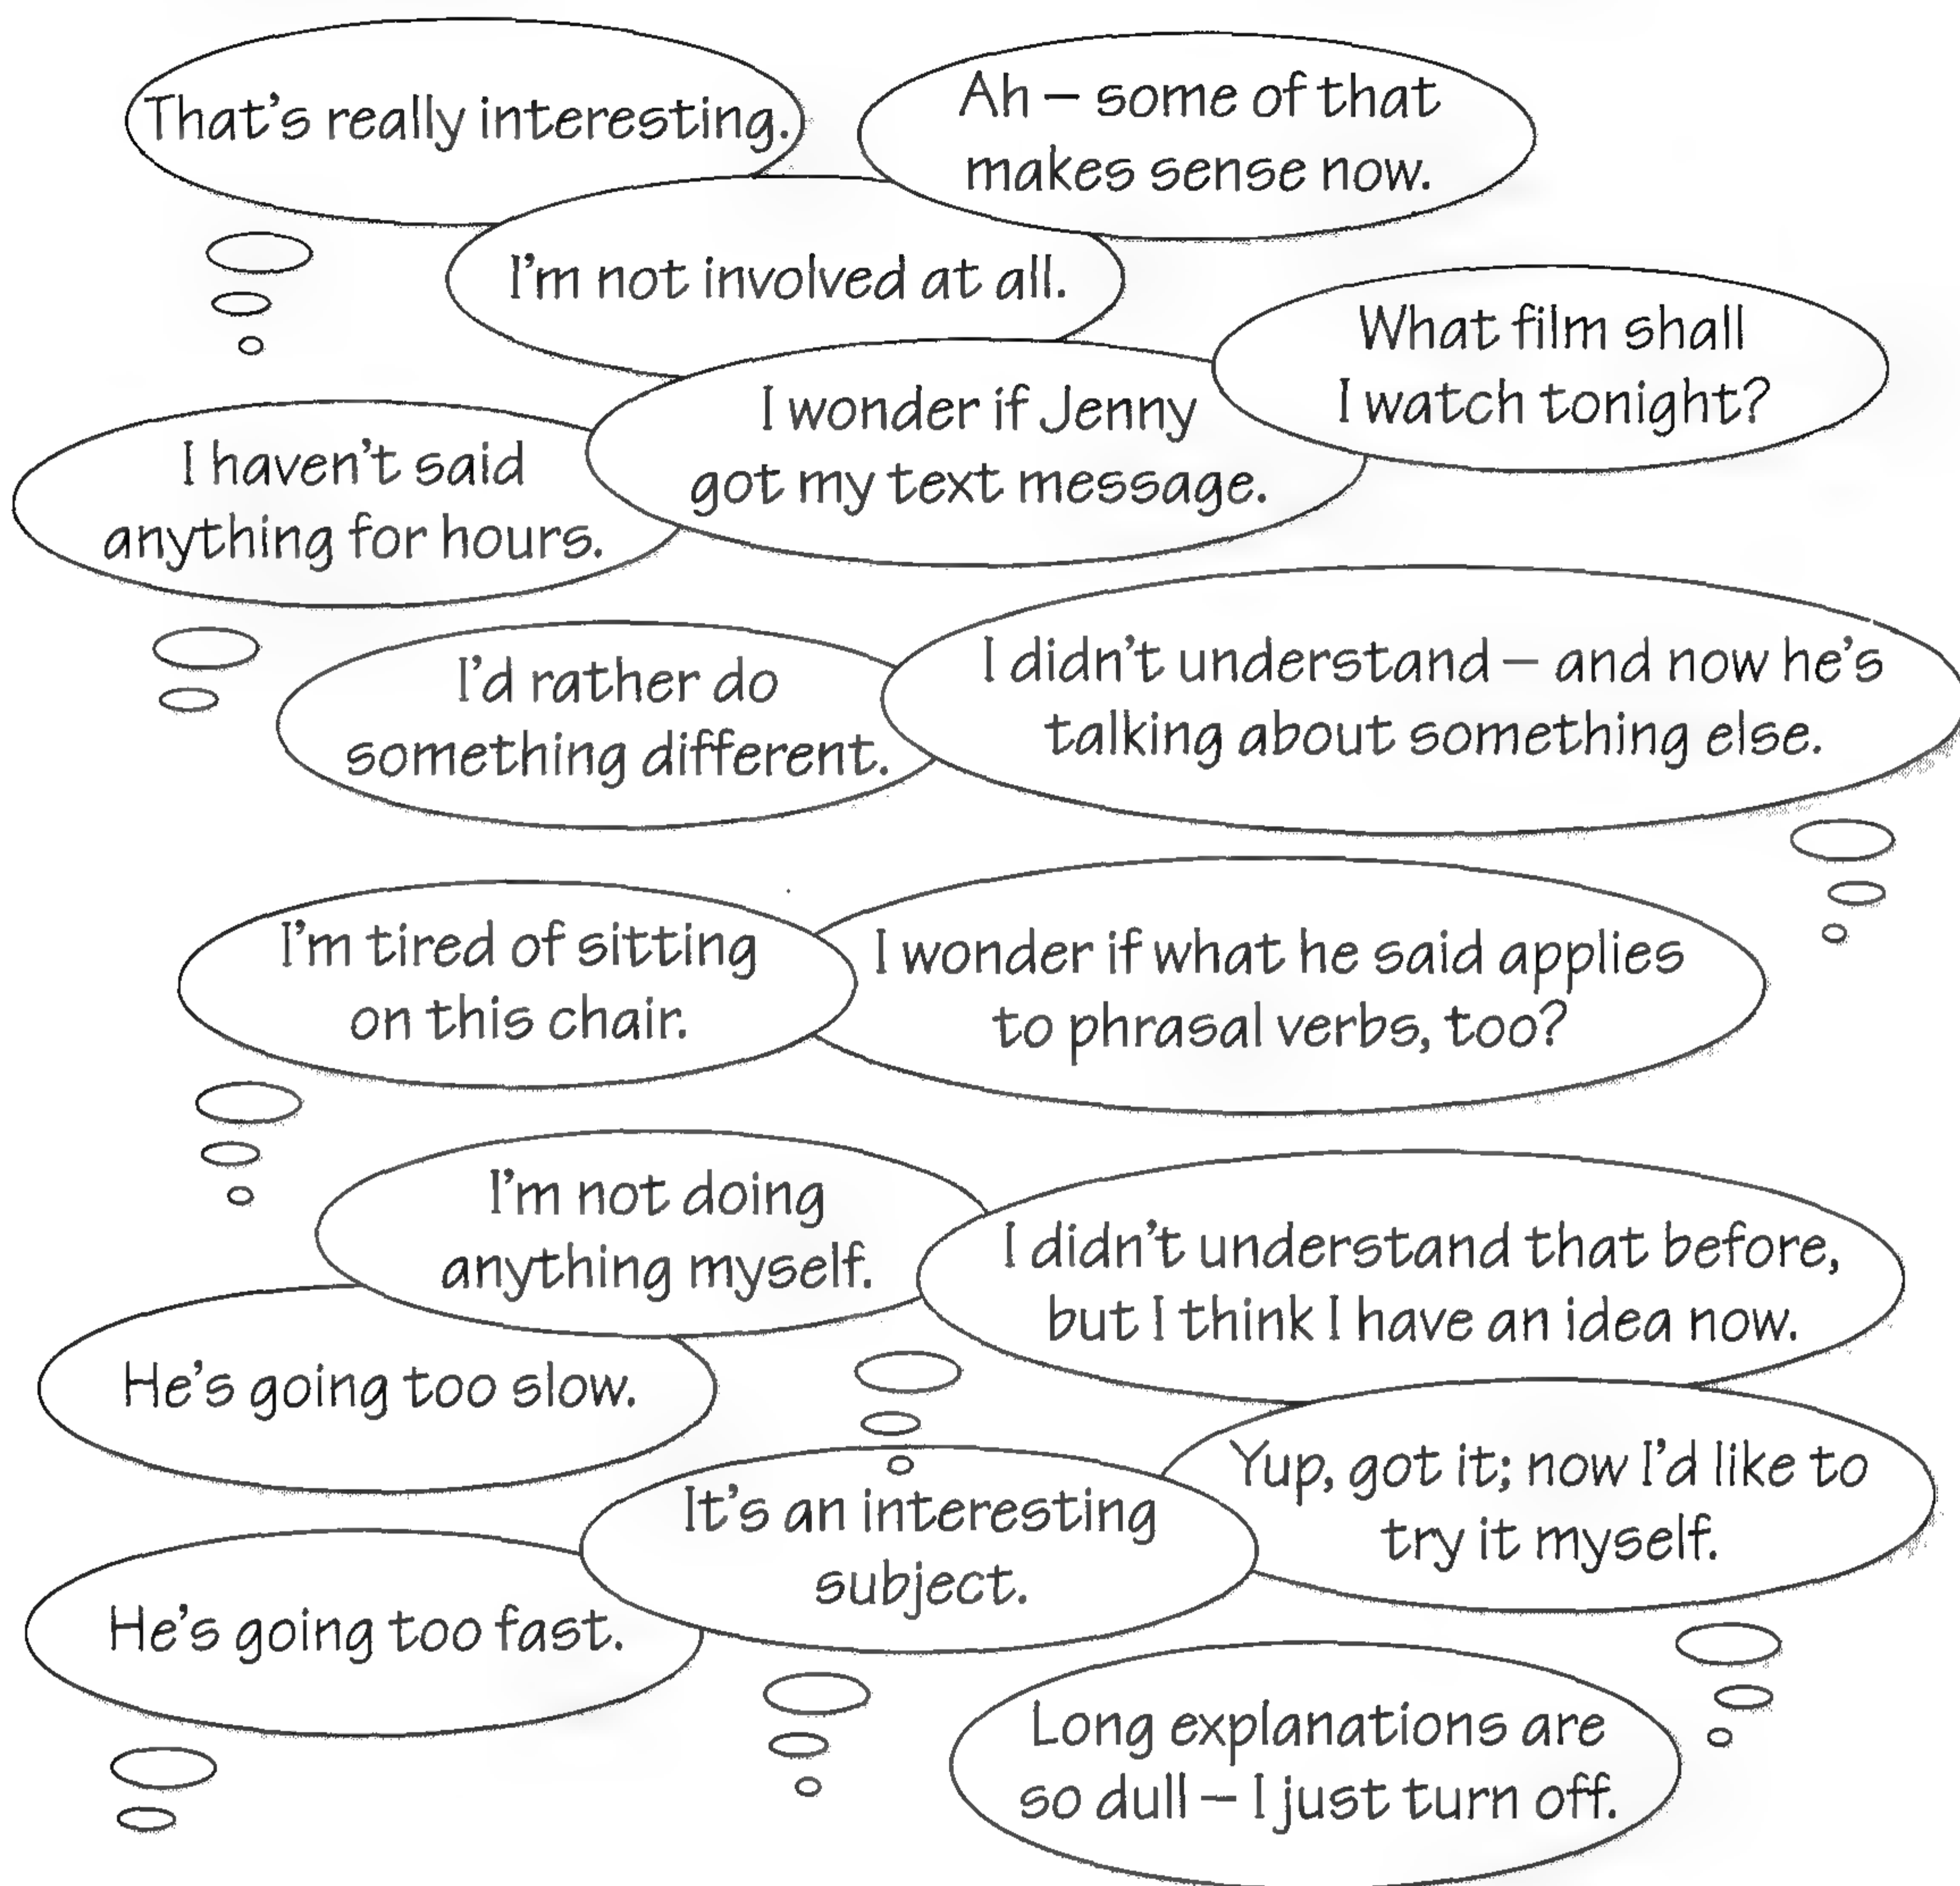 That's really interesting.
Ah – some of that
makes sense now.
I'm not involved at all.
What film shall
I watch tonight?
I wonder if Jenny
got my text message.
I haven't said
anything for hours.
I'd rather do
something different.
I didn't understand – and now he's
talking about something else.
I'm tired of sitting
on this chair.
I wonder if what he said applies
to phrasal verbs, too?
I'm not doing
anything myself.
I didn't understand that before,
but I think I have an idea now.
He's going too slow.
Yup, got it; now I'd like to
try it myself.
It's an interesting
subject.
He's going too fast.
Long explanations are
so dull – I just turn off.